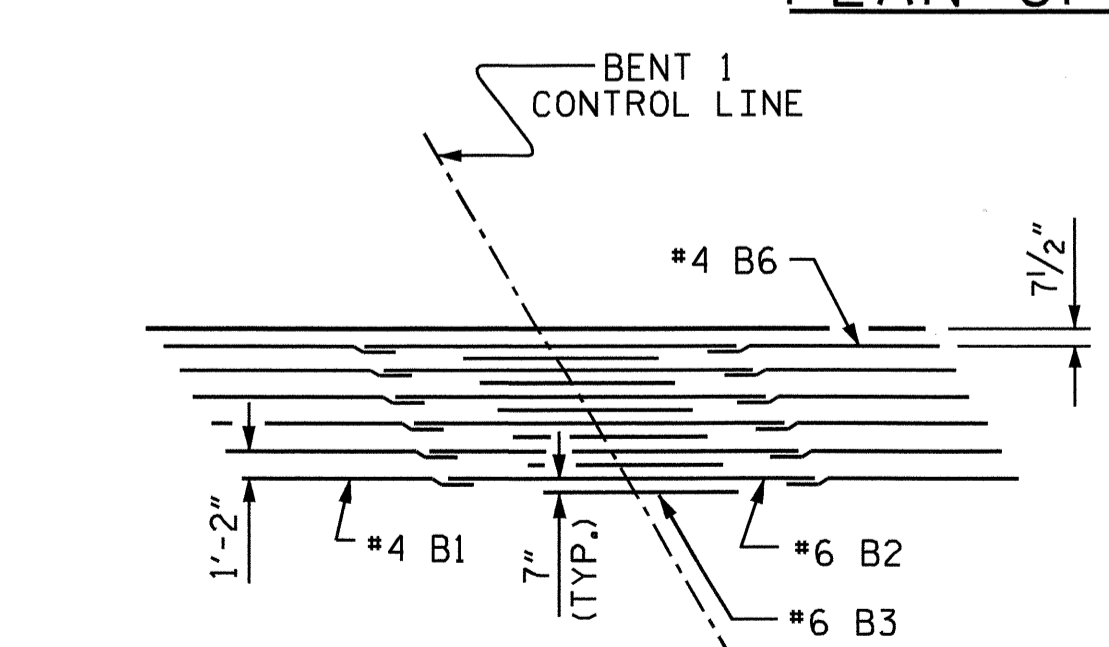 BENT 1
CONTROL LINE
#4 B6
7½"
1'-2"
#4 B1
7"
(TYP.)
#6 B2
#6 B3